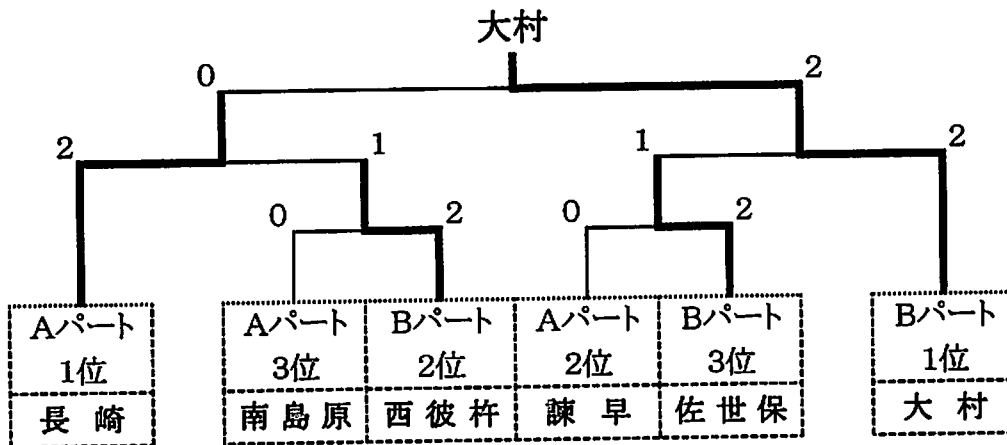 大村
0 2
2 1 1 2
0 2 0 2
Aパート Aパート Bパート Aパート Bパート Bパート
1位 3位 2位 2位 3位 1位
長崎 南島原 西彼杵 諫早 佐世保 大村